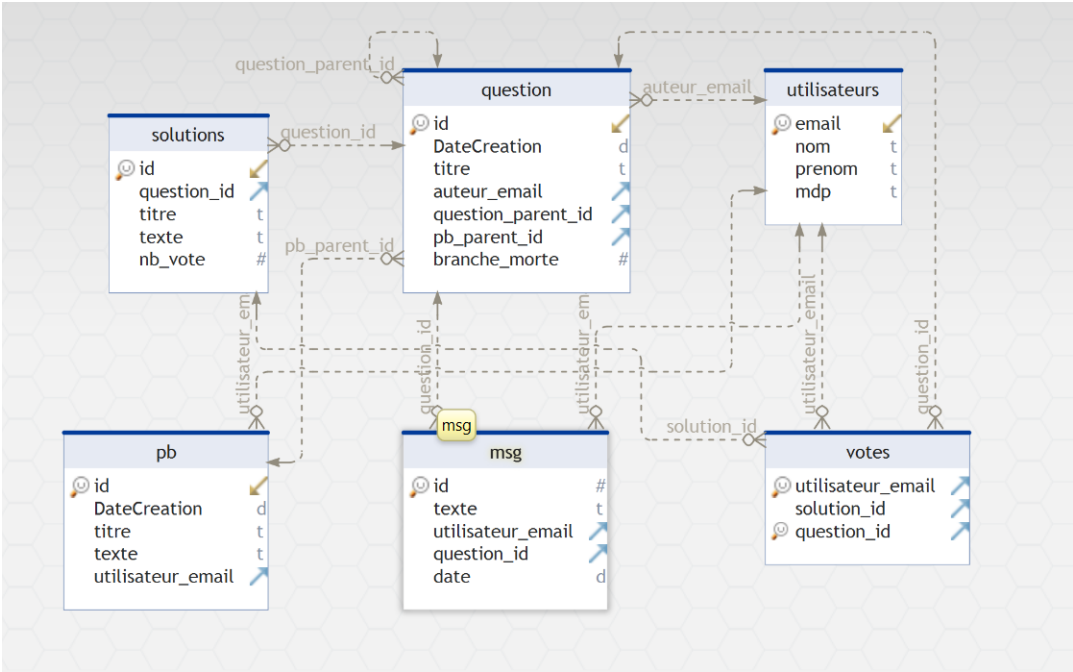 question_parent_id
question
id
DateCreation d
titre t
auteur_email
question_parent_id
pb_parent_id
branche_morte #
auteur_email
utilisateurs
email
nom t
prenom t
mdp t
solutions
id
question_id
titre t
texte t
nb_vote #
question_id
pb_parent_id
utilisateur_em
question_id
utilisateur_em
utilisateur_email
question_id
solution_id
pb
id
DateCreation d
titre t
texte t
utilisateur_email
msg
msg
id #
texte t
utilisateur_email
question_id
date d
votes
utilisateur_email
solution_id
question_id